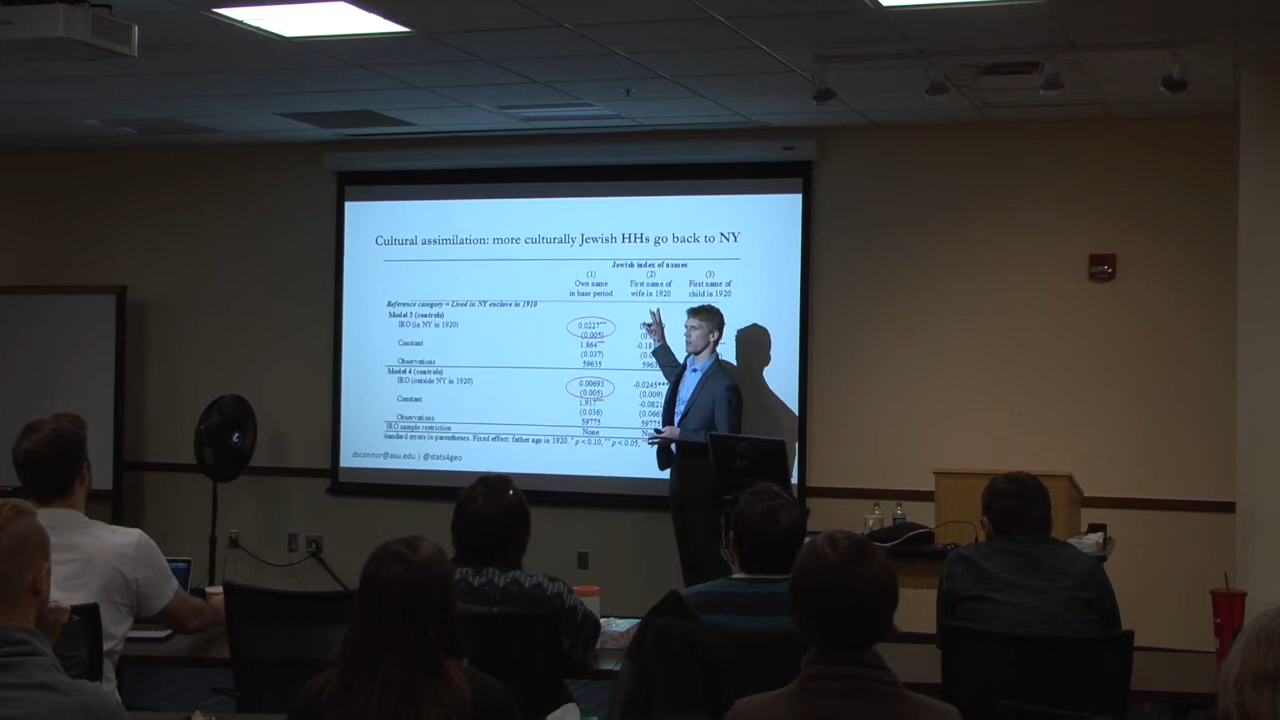 Cultural assimilation: more culturally Jewish HHs go back to NY
Jewish index of names
(1) (2) (3)
Own name First name of First name of
in base period wife in 1920 child in 1920
Reference category = Lived in NY enclave in 1910
Model 3 (controls)
IRO (in NY in 1920) 0.0227***
(0.005)
Constant 1.864*** -0.18
(0.037)
Observations 59635
Model 4 (controls)
IRO (outside NY in 1920) 0.00693 -0.0245***
(0.005) (0.009)
Constant 1.917*** -0.0821
(0.036) (0.066
Observations 59775 59775
IRO sample restriction None
Standard errors in parentheses. Fixed effect: father age in 1920. * p < 0.10, ** p < 0.05,
dsconnor@asu.edu | @stats4geo